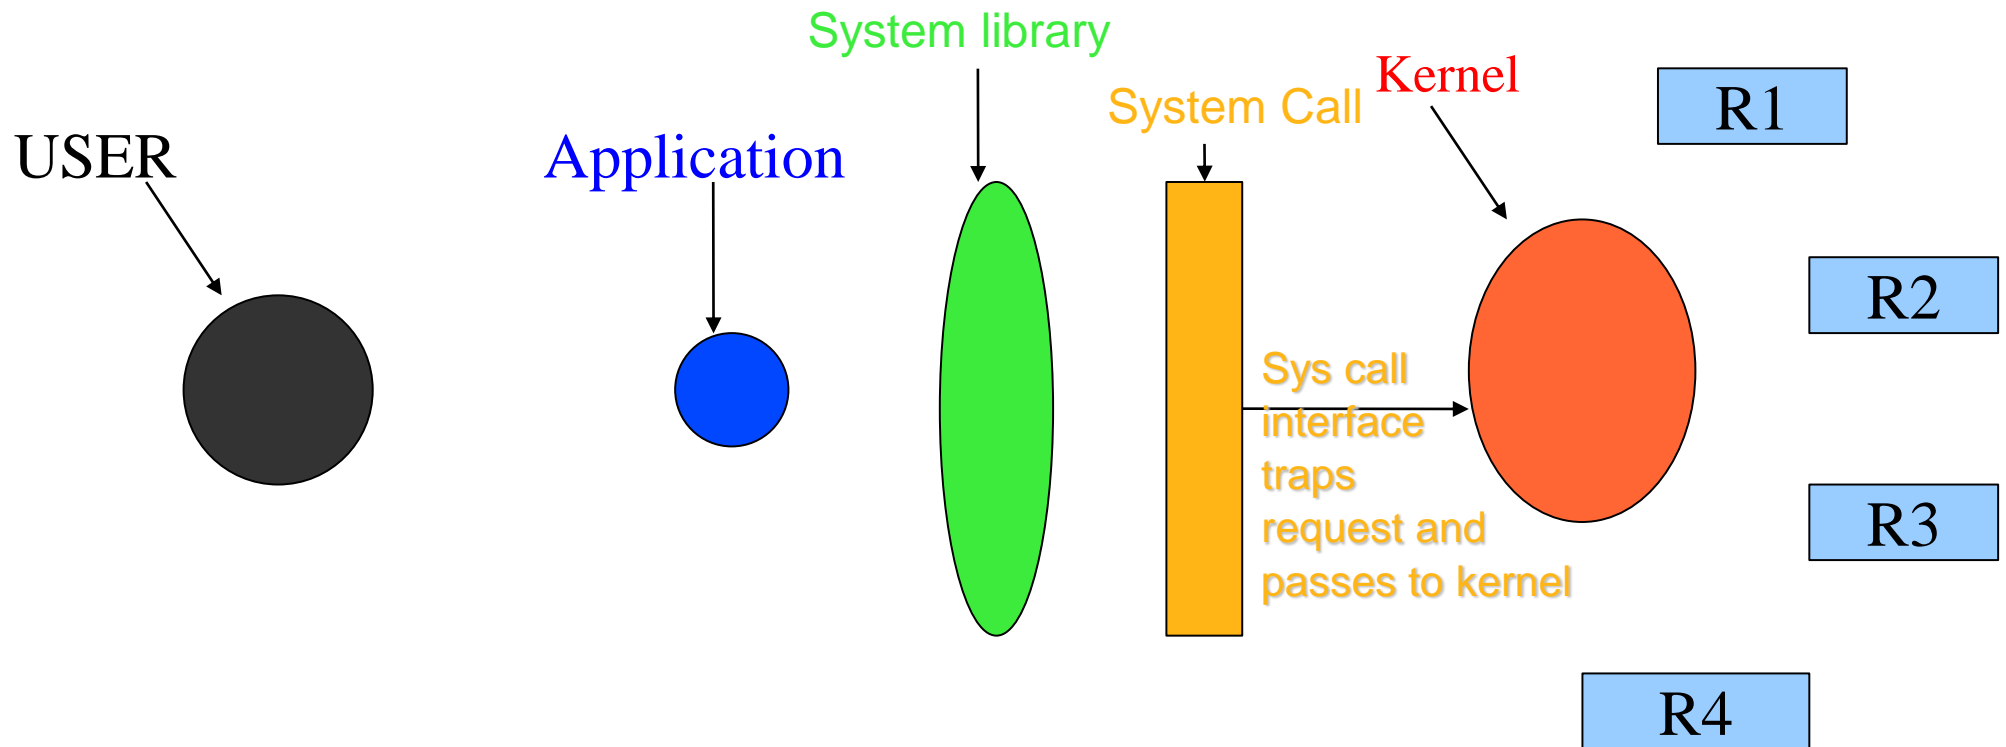 System library
Kernel
System Call
R1
USER
Application
R2
Sys call
interface
traps
request and
passes to kernel
R3
R4